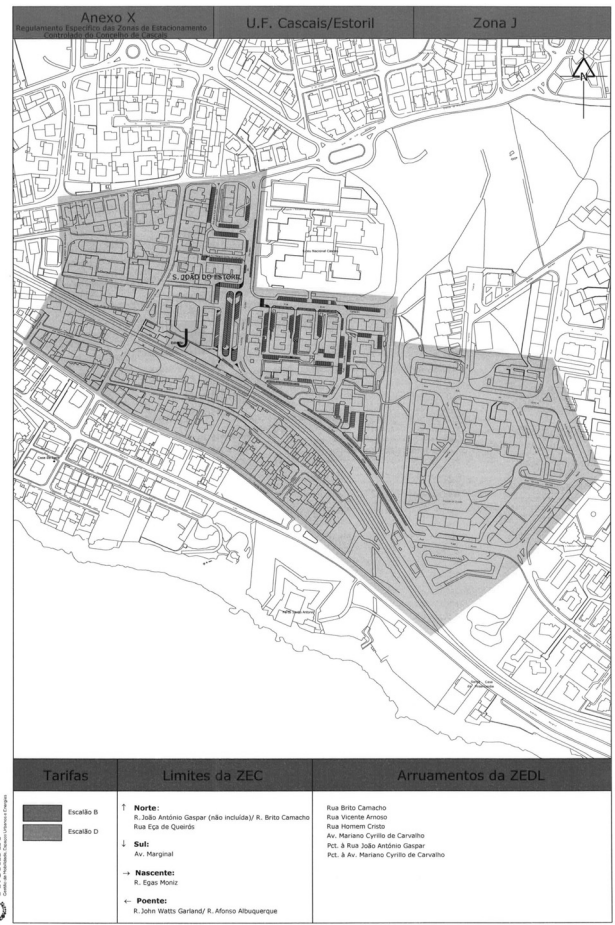 Anexo X
Regulamento Específico das Zonas de Estacionamento
Controlado do Concelho de Cascais
U.F. Cascais/Estoril
Zona J
N
S. JOÃO DO ESTORIL
J
Tarifas
Escalão B
Escalão D
Limites da ZEC
↑ Norte:
R. João António Gaspar (não incluída)/ R. Brito Camacho
Rua Eça de Queirós
↓ Sul:
Av. Marginal
→ Nascente:
R. Egas Moniz
← Poente:
R. John Watts Garland/ R. Afonso Albuquerque
Arruamentos da ZEDL
Rua Brito Camacho
Rua Vicente Arnoso
Rua Homem Cristo
Av. Mariano Cyrillo de Carvalho
Pct. à Rua João António Gaspar
Pct. à Av. Mariano Cyrillo de Carvalho